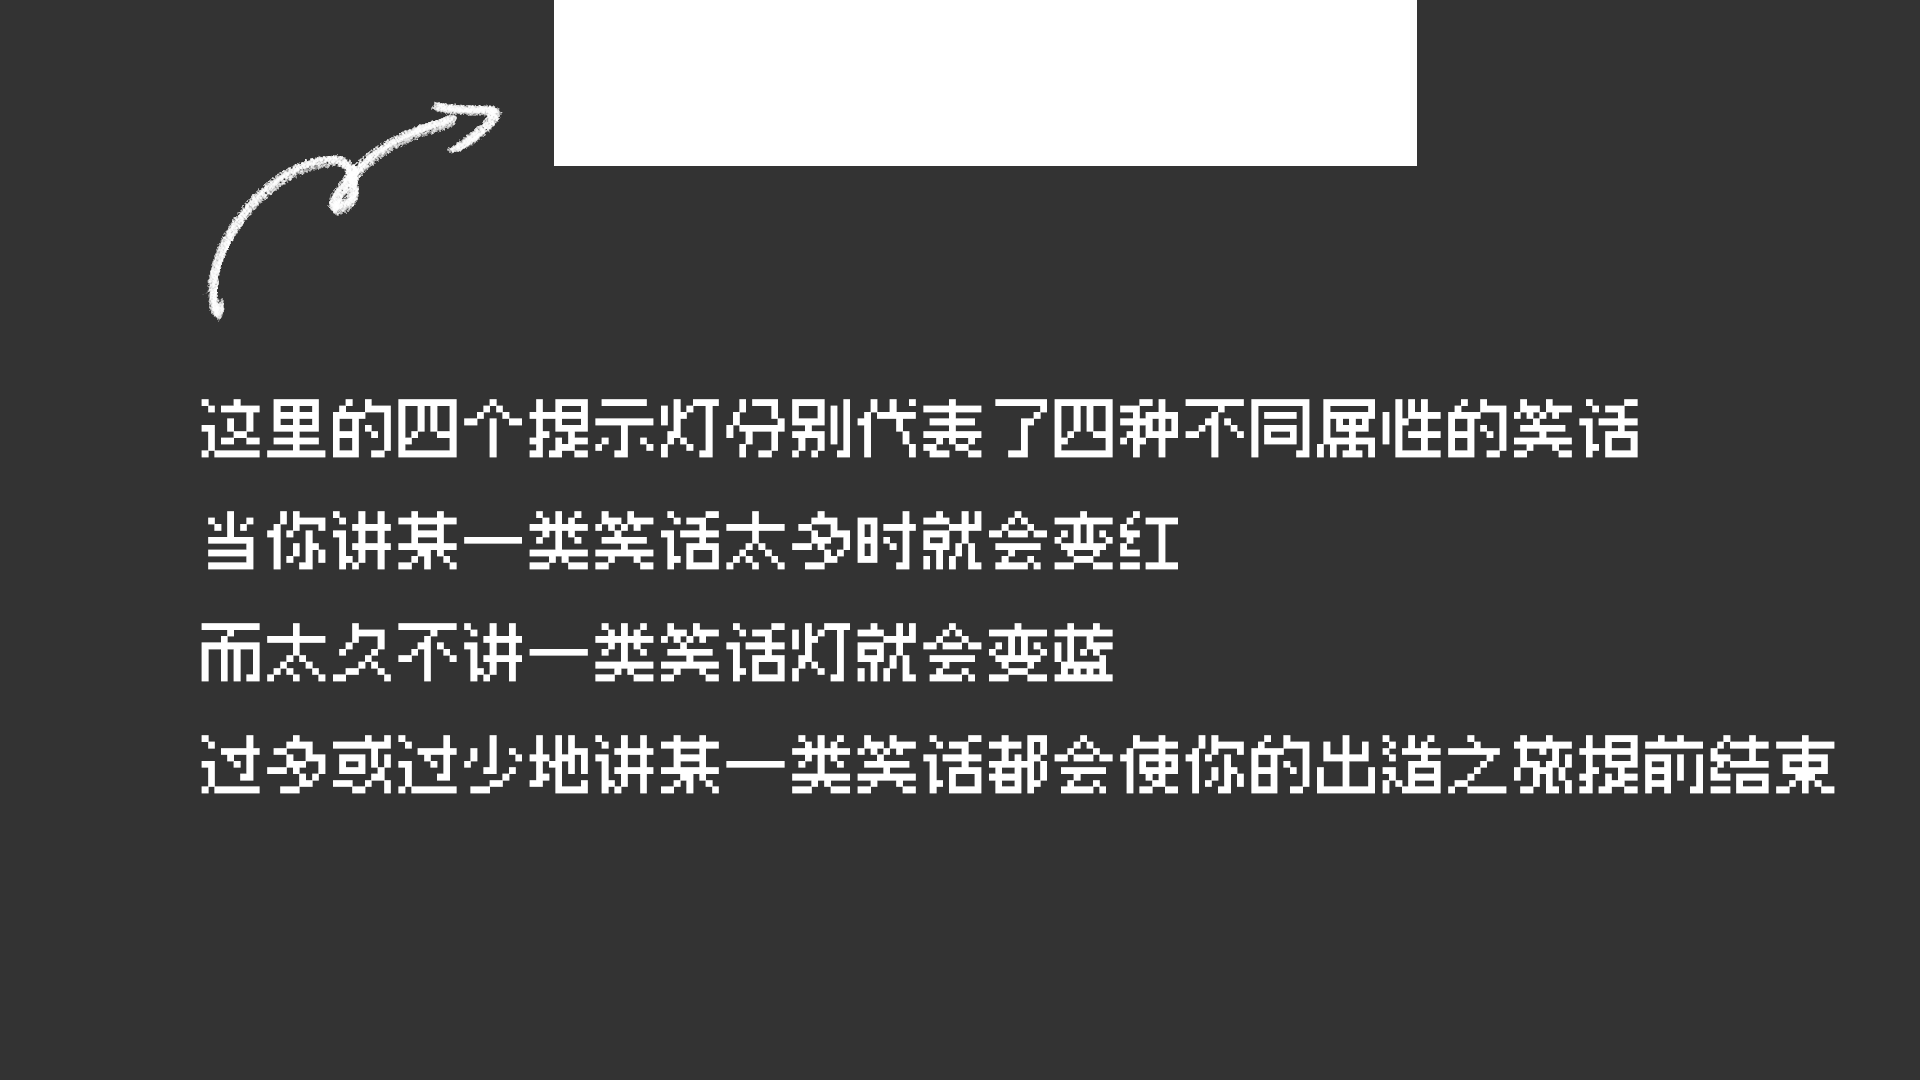 这里的四个提示灯分别代表了四种不同属性的笑话
当你讲某一类笑话太多时就会变红
而太久不讲一类笑话灯就会变蓝
过多或过少地讲某一类笑话都会使你的出道之旅提前结束